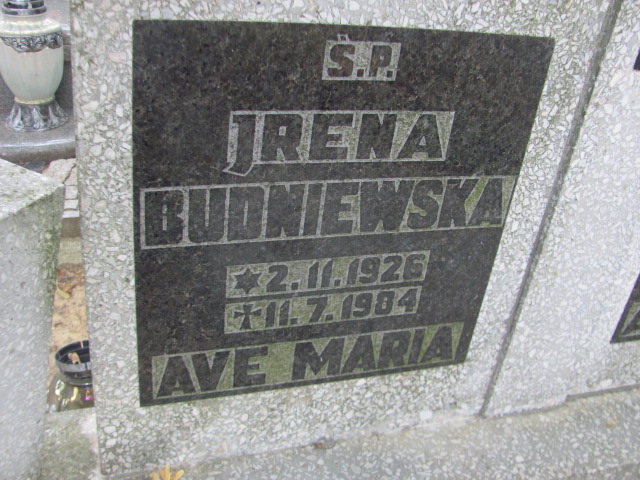 Ś.P.
JRENA
BUDNIEWSKA
✶ 2.11.1926
✝ 11.7.1984
AVE MARIA